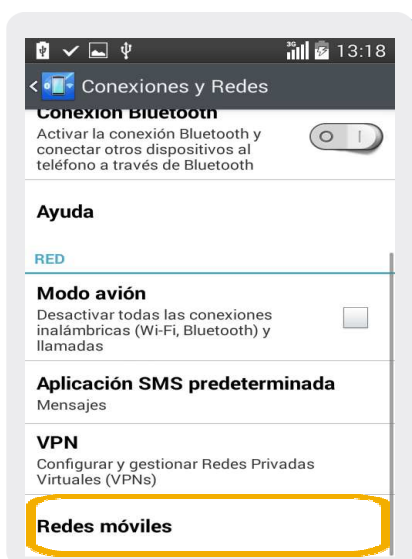 3G 13:18
Conexiones y Redes
Conexión Bluetooth
Activar la conexión Bluetooth y
conectar otros dispositivos al
teléfono a través de Bluetooth
Ayuda
RED
Modo avión
Desactivar todas las conexiones
inalámbricas (Wi-Fi, Bluetooth) y
llamadas
Aplicación SMS predeterminada
Mensajes
VPN
Configurar y gestionar Redes Privadas
Virtuales (VPNs)
Redes móviles